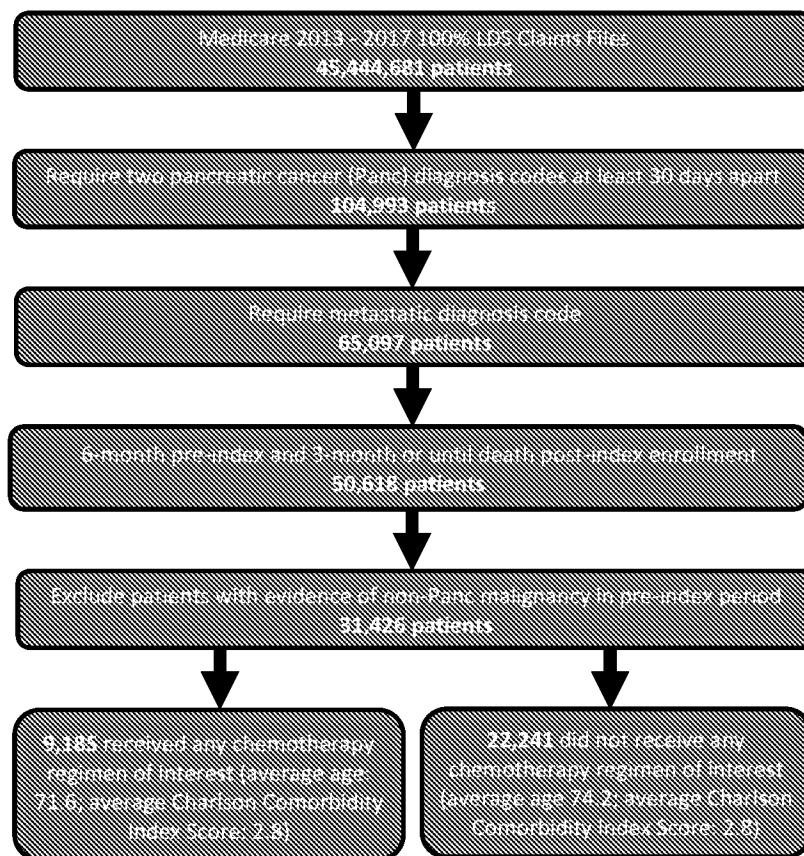 Medicare 2013 - 2017 100% LDS Claims Files
45,444,681 patients
Require two pancreatic cancer (Panc) diagnosis codes at least 30 days apart
104,993 patients
Require metastatic diagnosis code
65,097 patients
6-month pre-index and 3-month or until death post-index enrollment
50,618 patients
Exclude patients with evidence of non-Panc malignancy in pre-index period
31,426 patients
9,185 received any chemotherapy
regimen of interest (average age:
71.6, average Charlson Comorbidity
Index Score: 2.8)
22,241 did not receive any
chemotherapy regimen of interest
(average age 74.2; average Charlson
Comorbidity Index Score: 2.8)